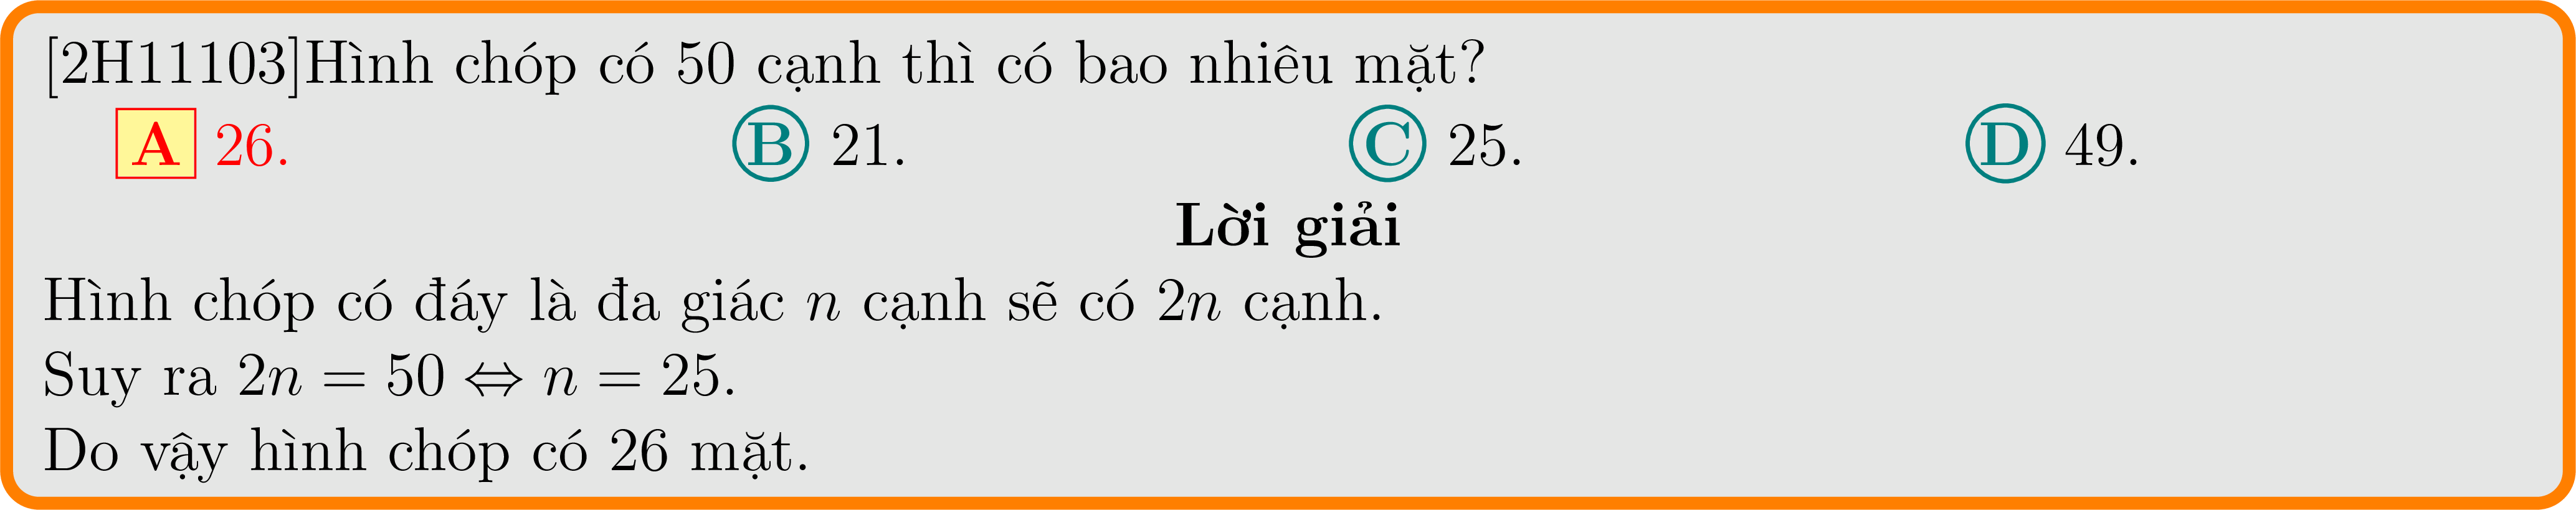 [2H11103]Hình chóp có 50 cạnh thì có bao nhiêu mặt?
A 26. B 21. C 25. D 49.
Lời giải
Hình chóp có đáy là đa giác n cạnh sẽ có 2n cạnh.
Suy ra 2n = 50 ⇔ n = 25.
Do vậy hình chóp có 26 mặt.